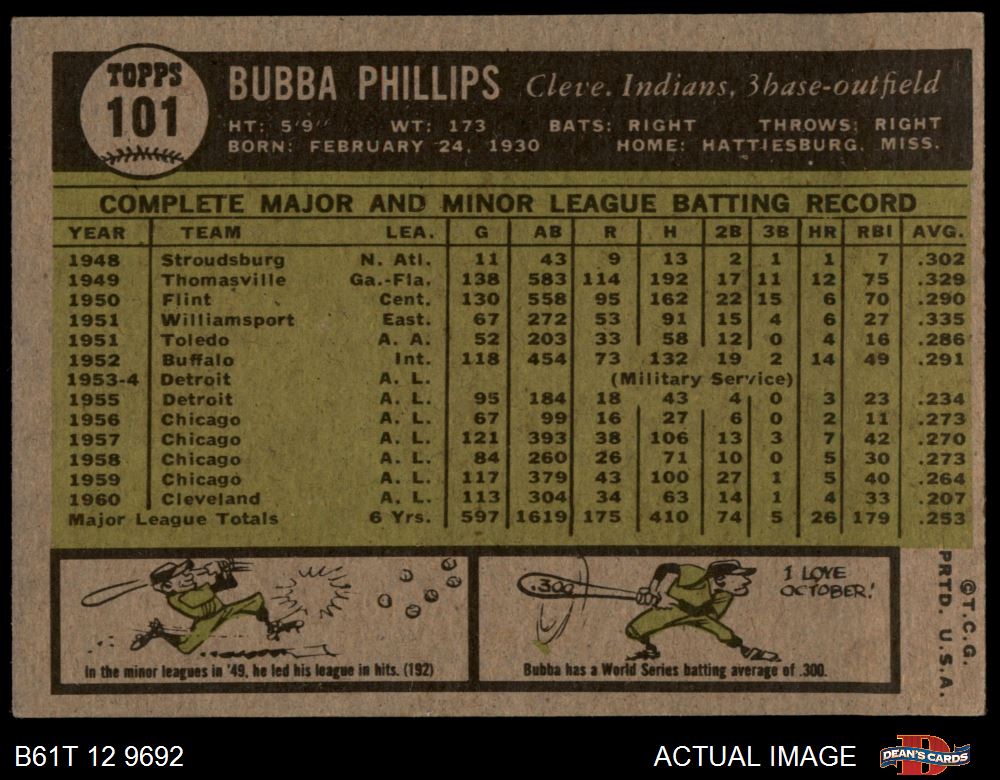 TOPPS
101
BUBBA PHILLIPS Cleve. Indians, 3base-outfield
HT: 5'9" WT: 173 BATS: RIGHT THROWS: RIGHT
BORN: FEBRUARY 24, 1930 HOME: HATTIESBURG, MISS.
COMPLETE MAJOR AND MINOR LEAGUE BATTING RECORD
YEAR TEAM LEA. G AB R H 2B 3B HR RBI AVG.
1948 Stroudsburg N. Atl. 11 43 9 13 2 1 1 7 .302
1949 Thomasville Ga.-Fla. 138 583 114 192 17 11 12 75 .329
1950 Flint Cent. 130 558 95 162 22 15 6 70 .290
1951 Williamsport East. 67 272 53 91 15 4 6 27 .335
1951 Toledo A. A. 52 203 33 58 12 0 4 16 .286
1952 Buffalo Int. 118 454 73 132 19 2 14 49 .291
1953-4 Detroit A. L. (Military Service)
1955 Detroit A. L. 95 184 18 43 4 0 3 23 .234
1956 Chicago A. L. 67 99 16 27 6 0 2 11 .273
1957 Chicago A. L. 121 393 38 106 13 3 7 42 .270
1958 Chicago A. L. 84 260 26 71 10 0 5 30 .273
1959 Chicago A. L. 117 379 43 100 27 1 5 40 .264
1960 Cleveland A. L. 113 304 34 63 14 1 4 33 .207
Major League Totals 6 Yrs. 597 1619 175 410 74 5 26 179 .253
In the minor leagues in '49, he led his league in hits. (192)
.300
I LOVE
OCTOBER!
Bubba has a World Series batting average of .300.
©T.C.G.
PRTD. U.S.A.
B61T 12 9692
ACTUAL IMAGE
DEAN'S CARDS